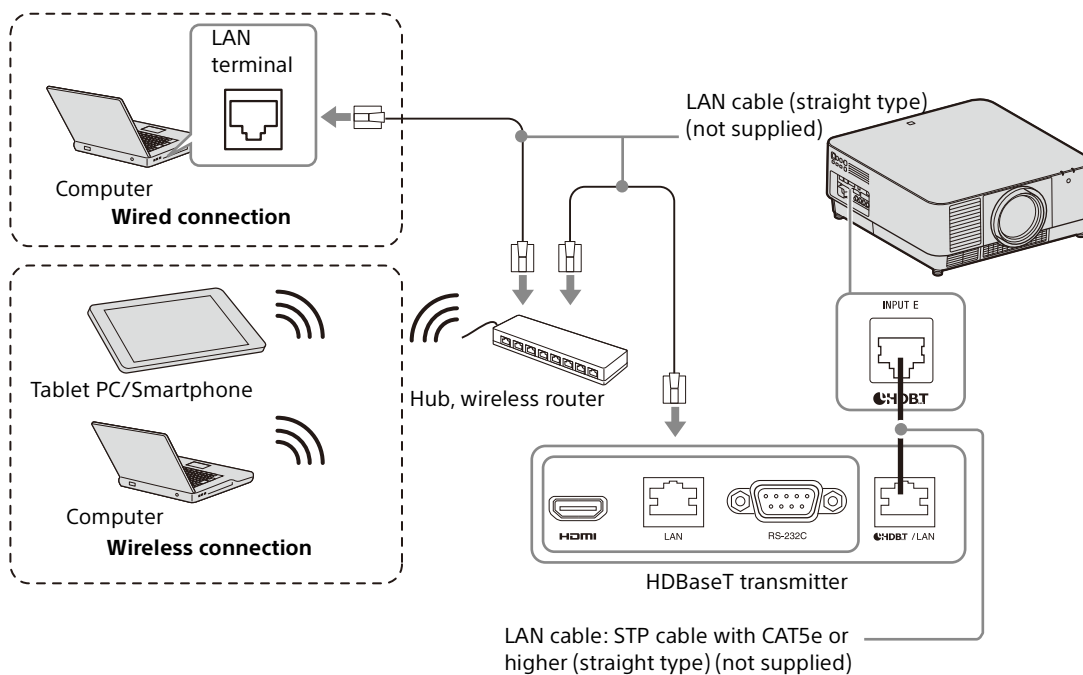 LAN
terminal
Computer
Wired connection
LAN cable (straight type)
(not supplied)
INPUT E
HDBT
Tablet PC/Smartphone
Hub, wireless router
Computer
Wireless connection
HDMI
LAN
RS-232C
HDBT / LAN
HDBaseT transmitter
LAN cable: STP cable with CAT5e or
higher (straight type) (not supplied)